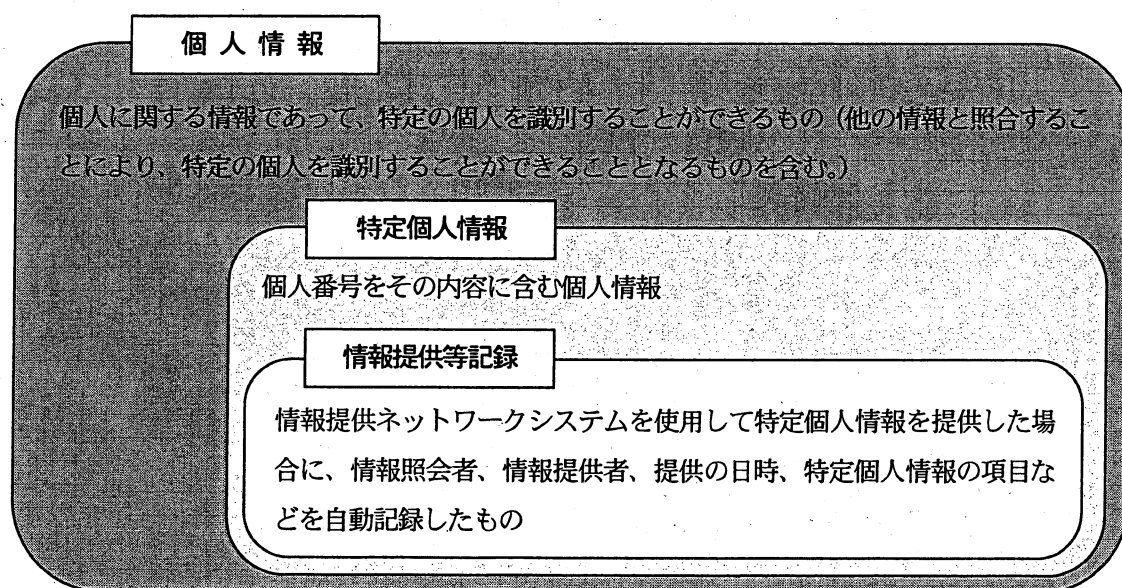 個人情報
個人に関する情報であって、特定の個人を識別することができるもの（他の情報と照合するこ
とにより、特定の個人を識別することができることとなるものを含む。）
特定個人情報
個人番号をその内容に含む個人情報
情報提供等記録
情報提供ネットワークシステムを使用して特定個人情報を提供した場
合に、情報照会者、情報提供者、提供の日時、特定個人情報の項目な
どを自動記録したもの